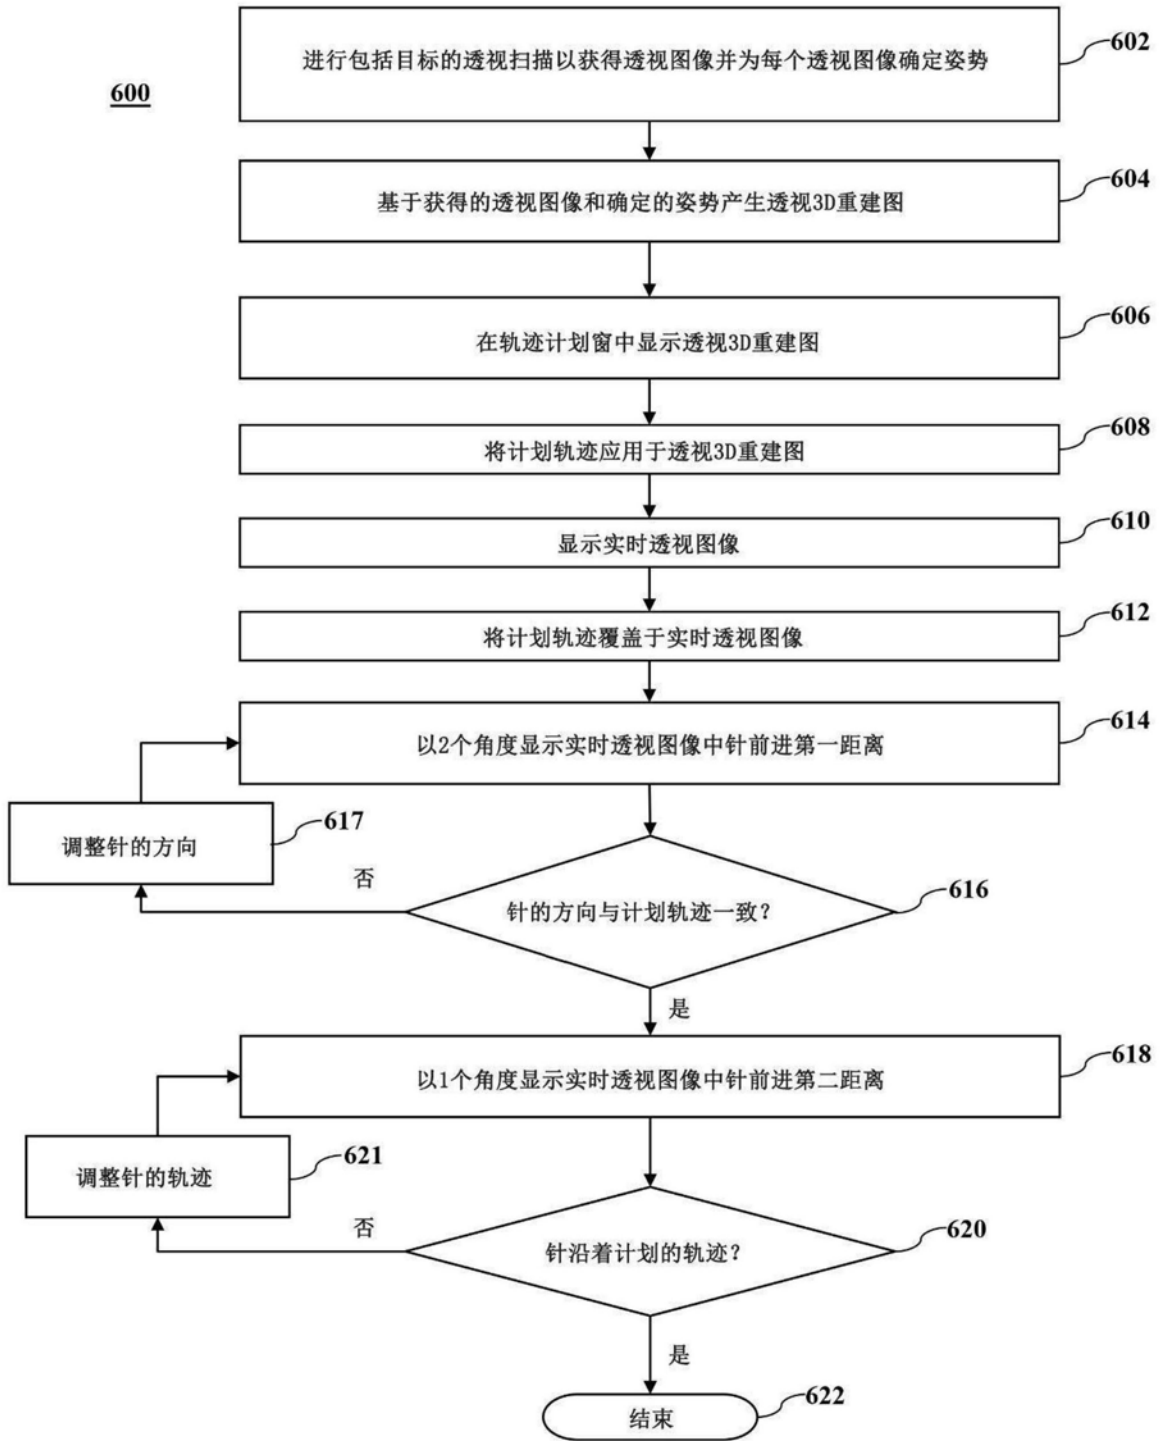 进行包括目标的透视扫描以获得透视图像并为每个透视图像确定姿势
602
600
基于获得的透视图像和确定的姿势产生透视3D重建图
604
在轨迹计划窗中显示透视3D重建图
606
将计划轨迹应用于透视3D重建图
608
显示实时透视图像
610
将计划轨迹覆盖于实时透视图像
612
以2个角度显示实时透视图像中针前进第一距离
614
调整针的方向
617
否
针的方向与计划轨迹一致?
616
是
以1个角度显示实时透视图像中针前进第二距离
618
调整针的轨迹
621
否
针沿着计划的轨迹?
620
是
结束
622